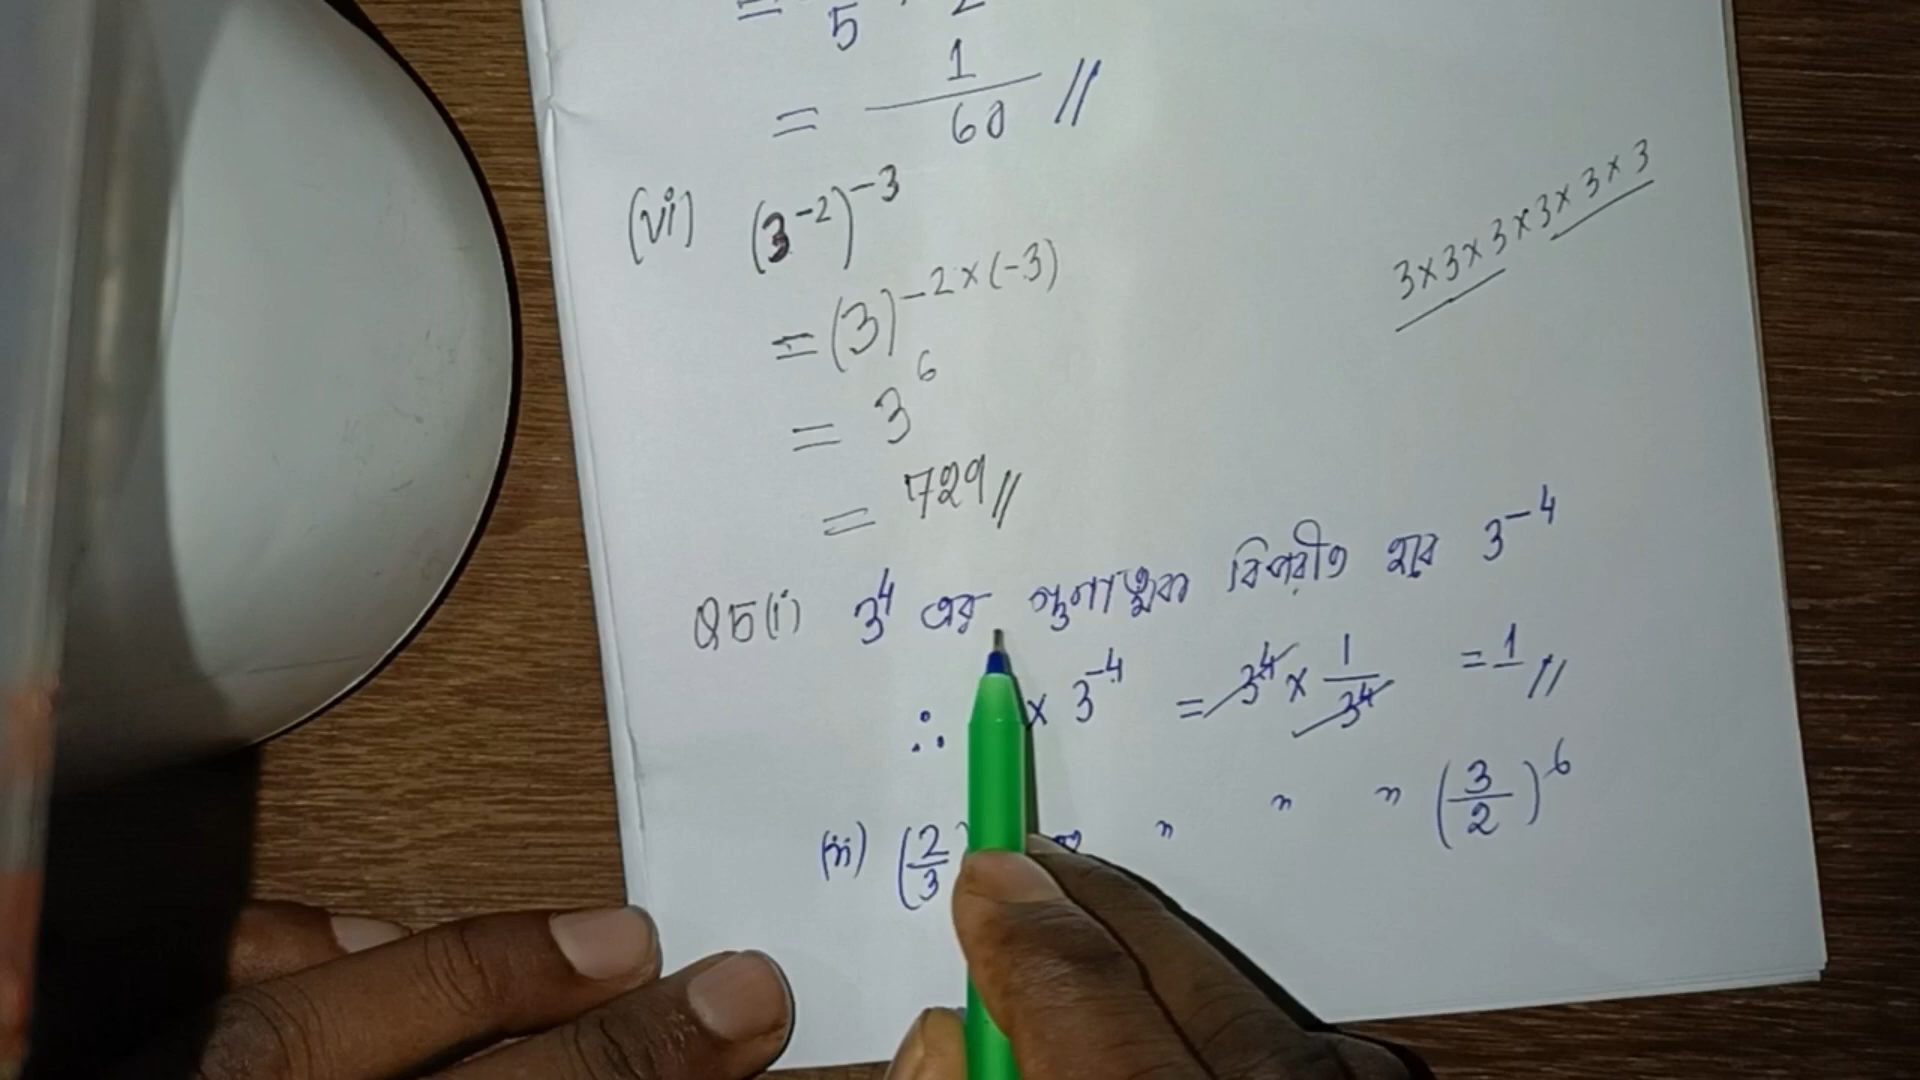 = 5
= 1/60 //
(vi) (3⁻²)⁻³
= (3)⁻²ˣ⁽⁻³⁾
3×3×3×3×3×3
= 3⁶
= 729 //
Q5(i) 3⁴ এর গুণাত্মক বিপরীত হবে 3⁻⁴
∴ × 3⁻⁴ = 3⁴ × 1/3⁴ = 1 //
(ii) (2/3 " " " (3/2)⁶